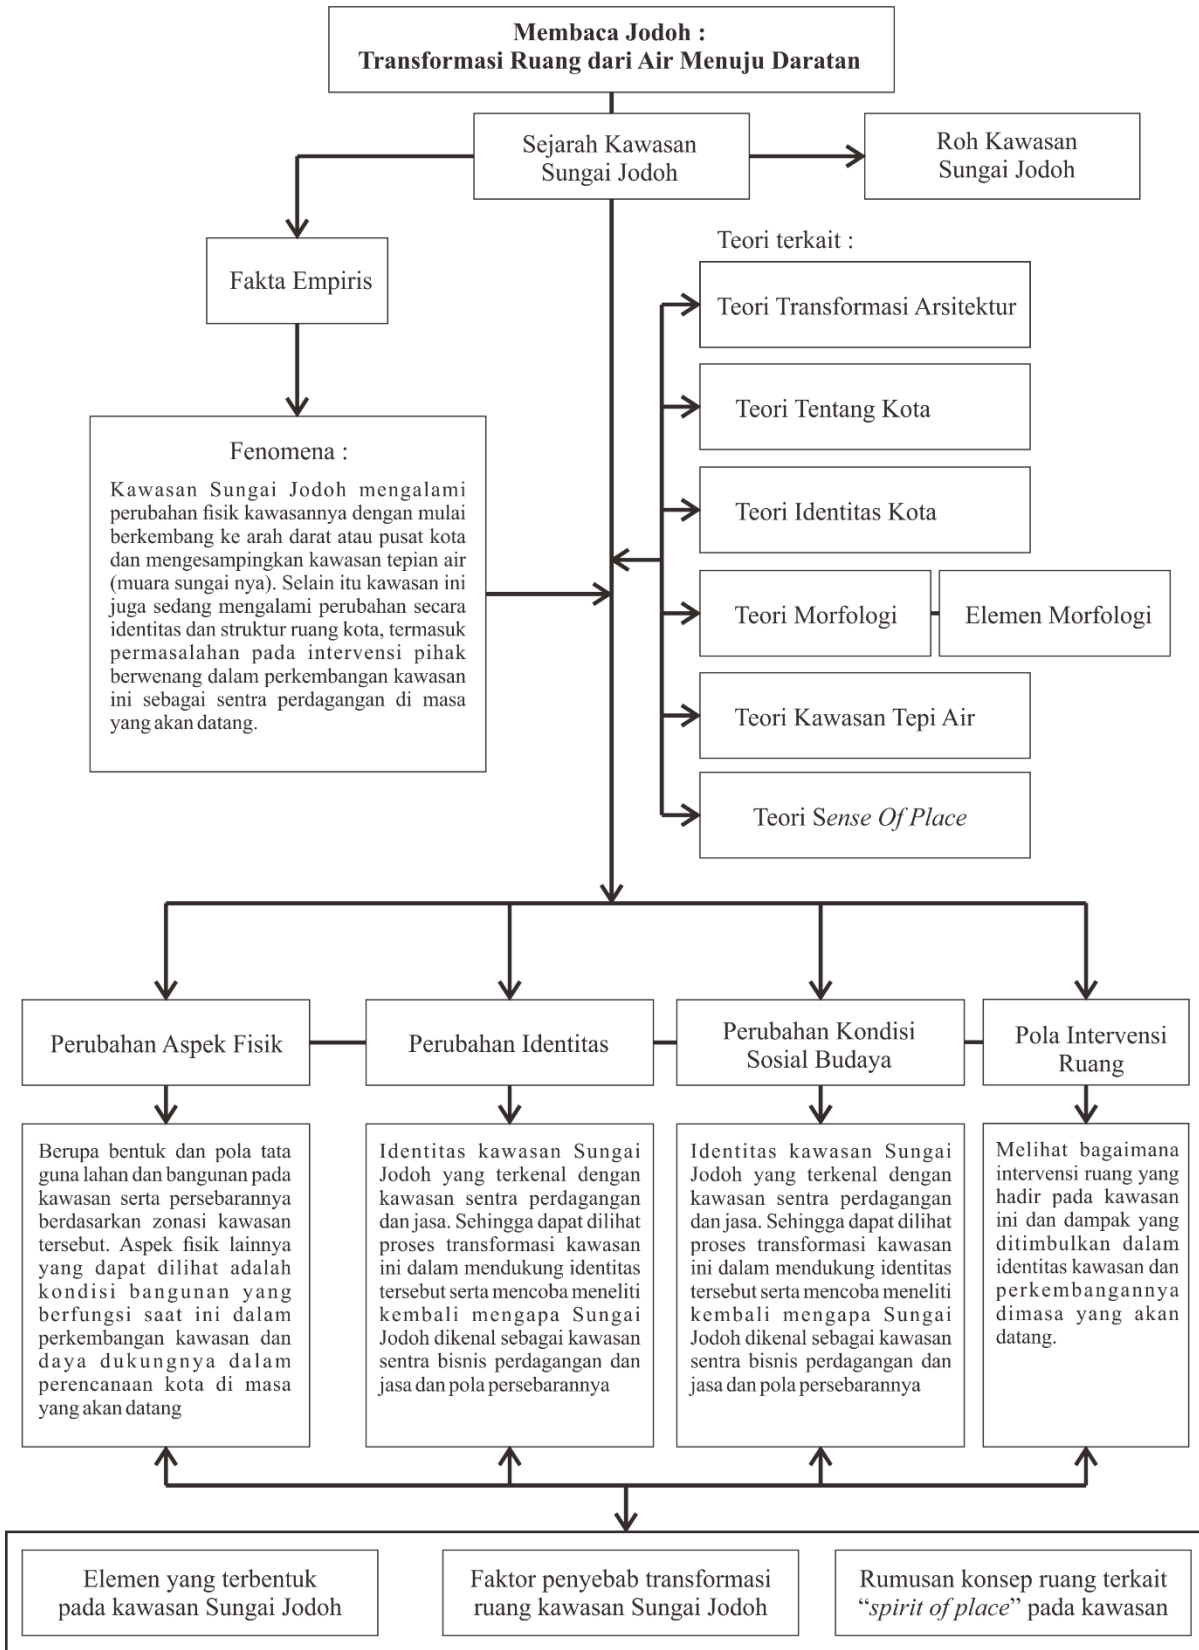 Membaca Jodoh :
Transformasi Ruang dari Air Menuju Daratan
Sejarah Kawasan
Sungai Jodoh
Roh Kawasan
Sungai Jodoh
Fakta Empiris
Fenomena :
Kawasan Sungai Jodoh mengalami
perubahan fisik kawasannya dengan mulai
berkembang ke arah darat atau pusat kota
dan mengesampingkan kawasan tepian air
(muara sungai nya). Selain itu kawasan ini
juga sedang mengalami perubahan secara
identitas dan struktur ruang kota, termasuk
permasalahan pada intervensi pihak
berwenang dalam perkembangan kawasan
ini sebagai sentra perdagangan di masa
yang akan datang.
Teori terkait :
Teori Transformasi Arsitektur
Teori Tentang Kota
Teori Identitas Kota
Teori Morfologi
Elemen Morfologi
Teori Kawasan Tepi Air
Teori Sense Of Place
Perubahan Aspek Fisik
Perubahan Identitas
Perubahan Kondisi
Sosial Budaya
Pola Intervensi
Ruang
Berupa bentuk dan pola tata
guna lahan dan bangunan pada
kawasan serta persebarannya
berdasarkan zonasi kawasan
tersebut. Aspek fisik lainnya
yang dapat dilihat adalah
kondisi bangunan yang
berfungsi saat ini dalam
perkembangan kawasan dan
daya dukungnya dalam
perencanaan kota di masa
yang akan datang
Identitas kawasan Sungai
Jodoh yang terkenal dengan
kawasan sentra perdagangan
dan jasa. Sehingga dapat dilihat
proses transformasi kawasan
ini dalam mendukung identitas
tersebut serta mencoba meneliti
kembali mengapa Sungai
Jodoh dikenal sebagai kawasan
sentra bisnis perdagangan dan
jasa dan pola persebarannya
Identitas kawasan Sungai
Jodoh yang terkenal dengan
kawasan sentra perdagangan
dan jasa. Sehingga dapat dilihat
proses transformasi kawasan
ini dalam mendukung identitas
tersebut serta mencoba meneliti
kembali mengapa Sungai
Jodoh dikenal sebagai kawasan
sentra bisnis perdagangan dan
jasa dan pola persebarannya
Melihat bagaimana
intervensi ruang yang
hadir pada kawasan
ini dan dampak yang
ditimbulkan dalam
identitas kawasan dan
perkembangannya
dimasa yang akan
datang.
Elemen yang terbentuk
pada kawasan Sungai Jodoh
Faktor penyebab transformasi
ruang kawasan Sungai Jodoh
Rumusan konsep ruang terkait
“spirit of place” pada kawasan